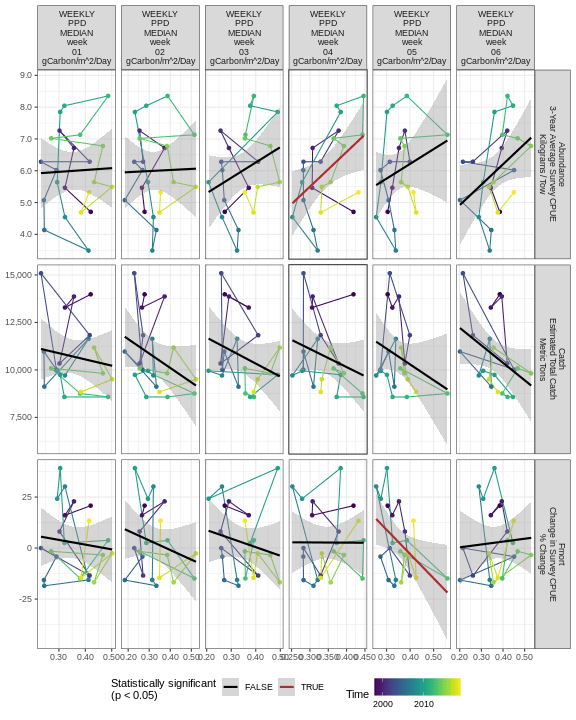 WEEKLY PPD MEDIAN week 01 gCarbon/m^2/Day
WEEKLY PPD MEDIAN week 02 gCarbon/m^2/Day
WEEKLY PPD MEDIAN week 03 gCarbon/m^2/Day
WEEKLY PPD MEDIAN week 04 gCarbon/m^2/Day
WEEKLY PPD MEDIAN week 05 gCarbon/m^2/Day
WEEKLY PPD MEDIAN week 06 gCarbon/m^2/Day
9.0
8.0
7.0
6.0
5.0
4.0
Abundance
3-Year Average Survey CPUE
Kilograms/Tow
15,000
12,500
10,000
7,500
Catch
Estimated Total Catch
Metric Tons
25
0
-25
Fmort
Change in Survey CPUE
% Change
0.30 0.40 0.50
0.20 0.30 0.40 0.50
0.20 0.30 0.40 0.50
0.250 0.300 0.350 0.400 0.450
0.30 0.40 0.50
0.20 0.30 0.40 0.50
Statistically significant
(p < 0.05)
FALSE
TRUE
Time
2000 2010